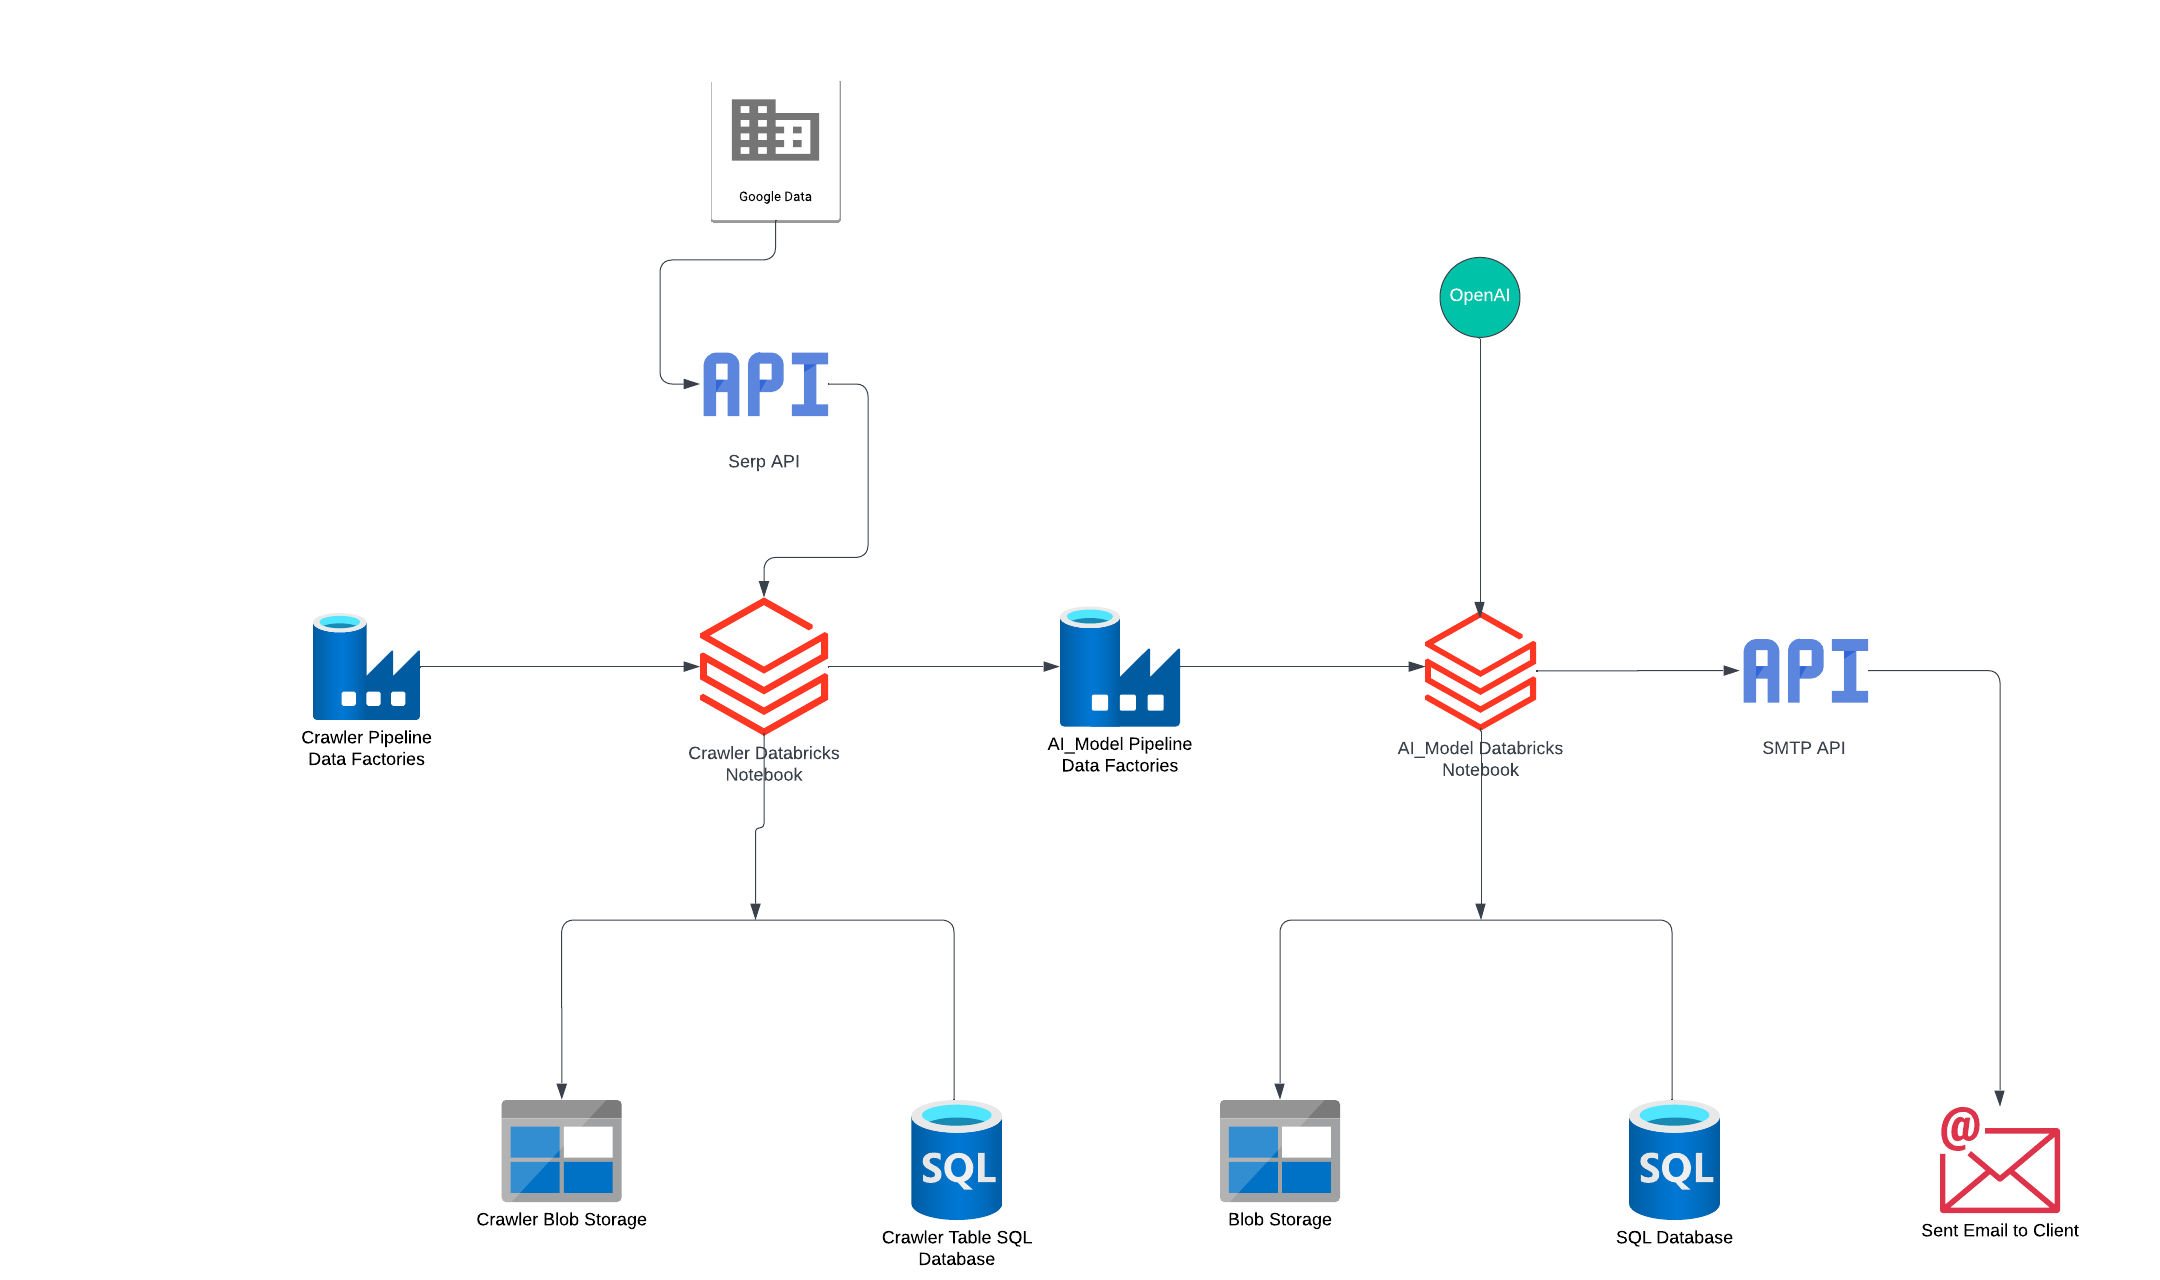 Google Data
OpenAI
API
Serp API
Crawler Pipeline
Data Factories
Crawler Databricks
Notebook
AI_Model Pipeline
Data Factories
AI_Model Databricks
Notebook
API
SMTP API
Crawler Blob Storage
SQL
Crawler Table SQL
Database
Blob Storage
SQL
SQL Database
@
Sent Email to Client